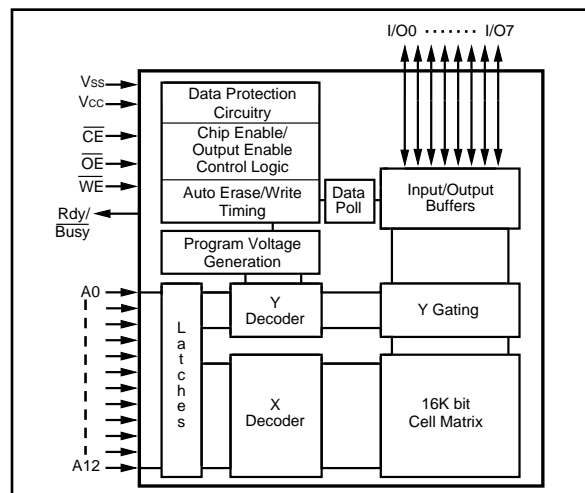 I/O0 ········ I/O7
Vss
Vcc
CE
OE
WE
Rdy/
Busy
Data Protection
Circuitry
Chip Enable/
Output Enable
Control Logic
Auto Erase/Write
Timing
Data
Poll
Input/Output
Buffers
Program Voltage
Generation
A0
A12
Latches
Y
Decoder
Y Gating
X
Decoder
16K bit
Cell Matrix